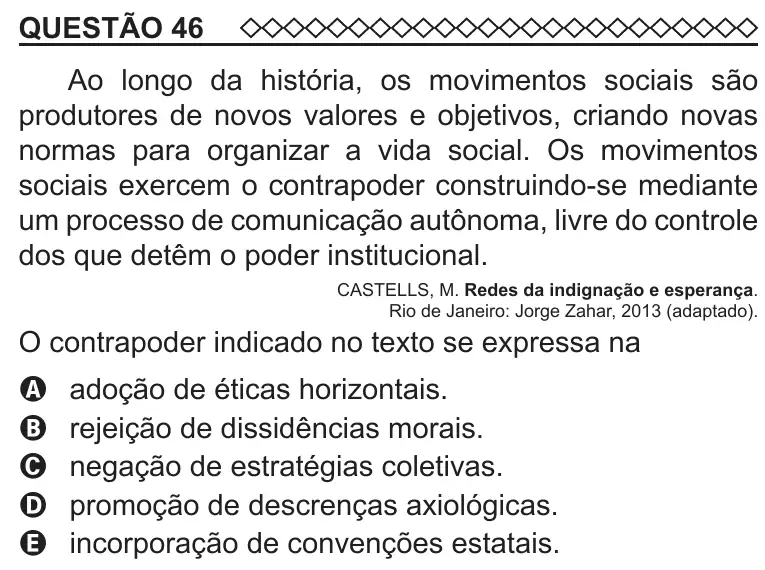 QUESTÃO 46
Ao longo da história, os movimentos sociais são
produtores de novos valores e objetivos, criando novas
normas para organizar a vida social. Os movimentos
sociais exercem o contrapoder construindo-se mediante
um processo de comunicação autônoma, livre do controle
dos que detêm o poder institucional.
CASTELLS, M. Redes da indignação e esperança.
Rio de Janeiro: Jorge Zahar, 2013 (adaptado).
O contrapoder indicado no texto se expressa na
A adoção de éticas horizontais.
B rejeição de dissidências morais.
C negação de estratégias coletivas.
D promoção de descrenças axiológicas.
E incorporação de convenções estatais.